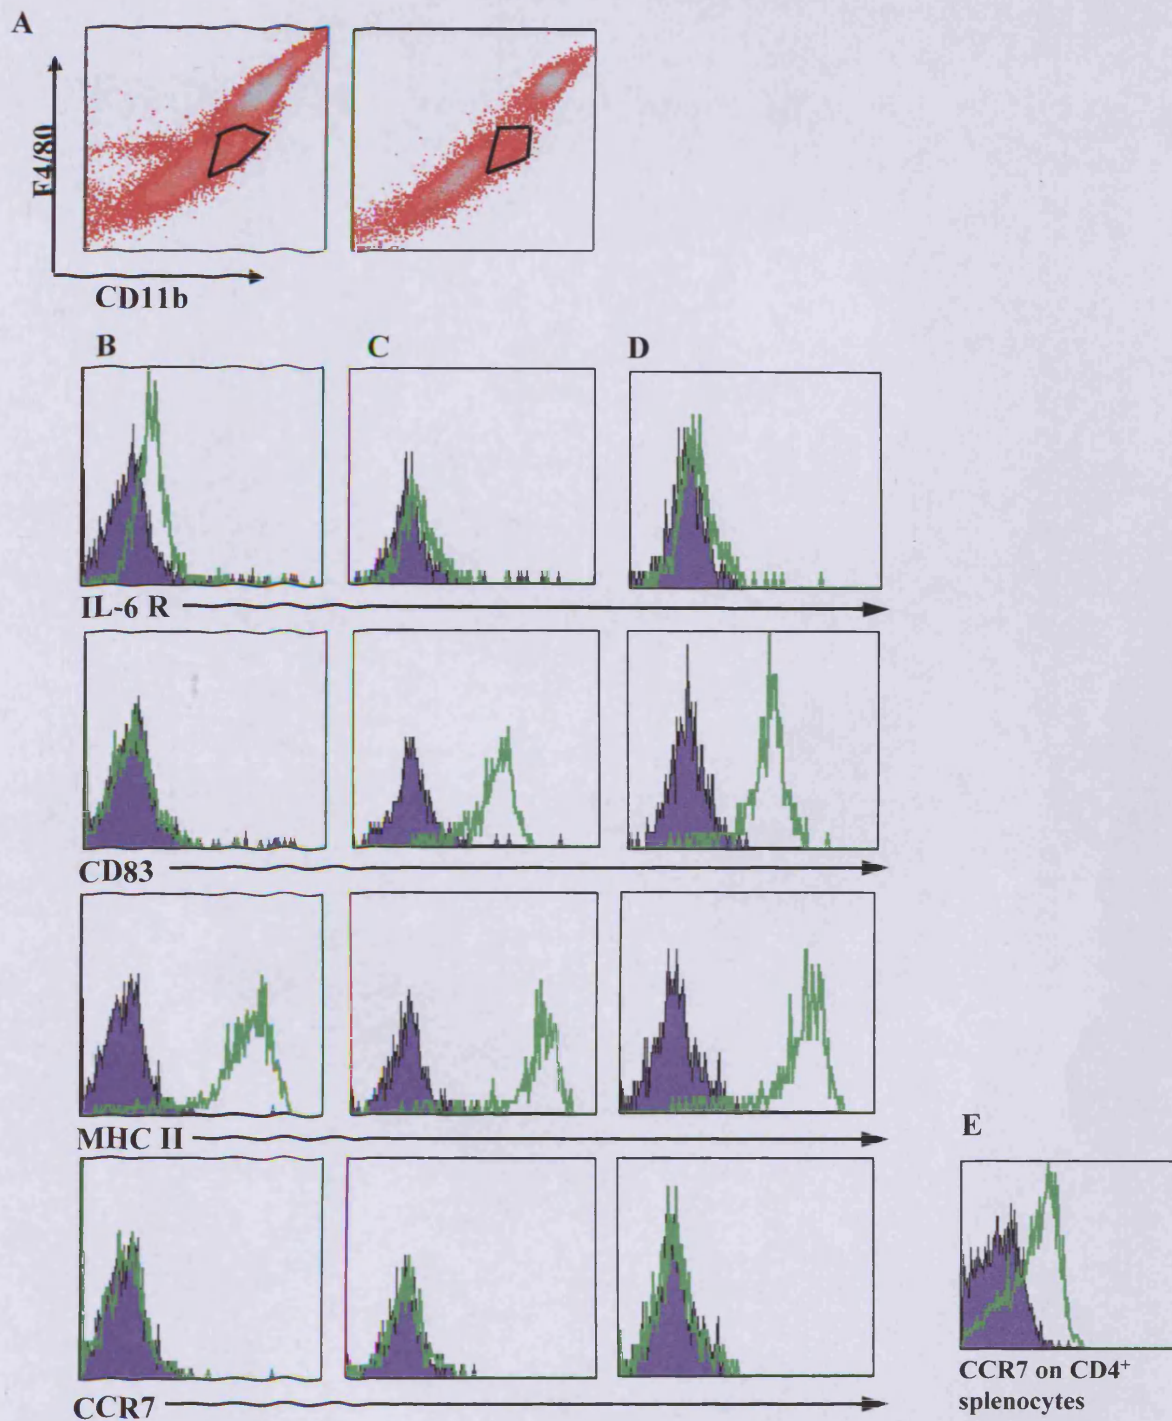 A
F4/80
CD11b
B
C
D
IL-6 R
CD83
MHC II
E
CCR7
CCR7 on CD4⁺
splenocytes